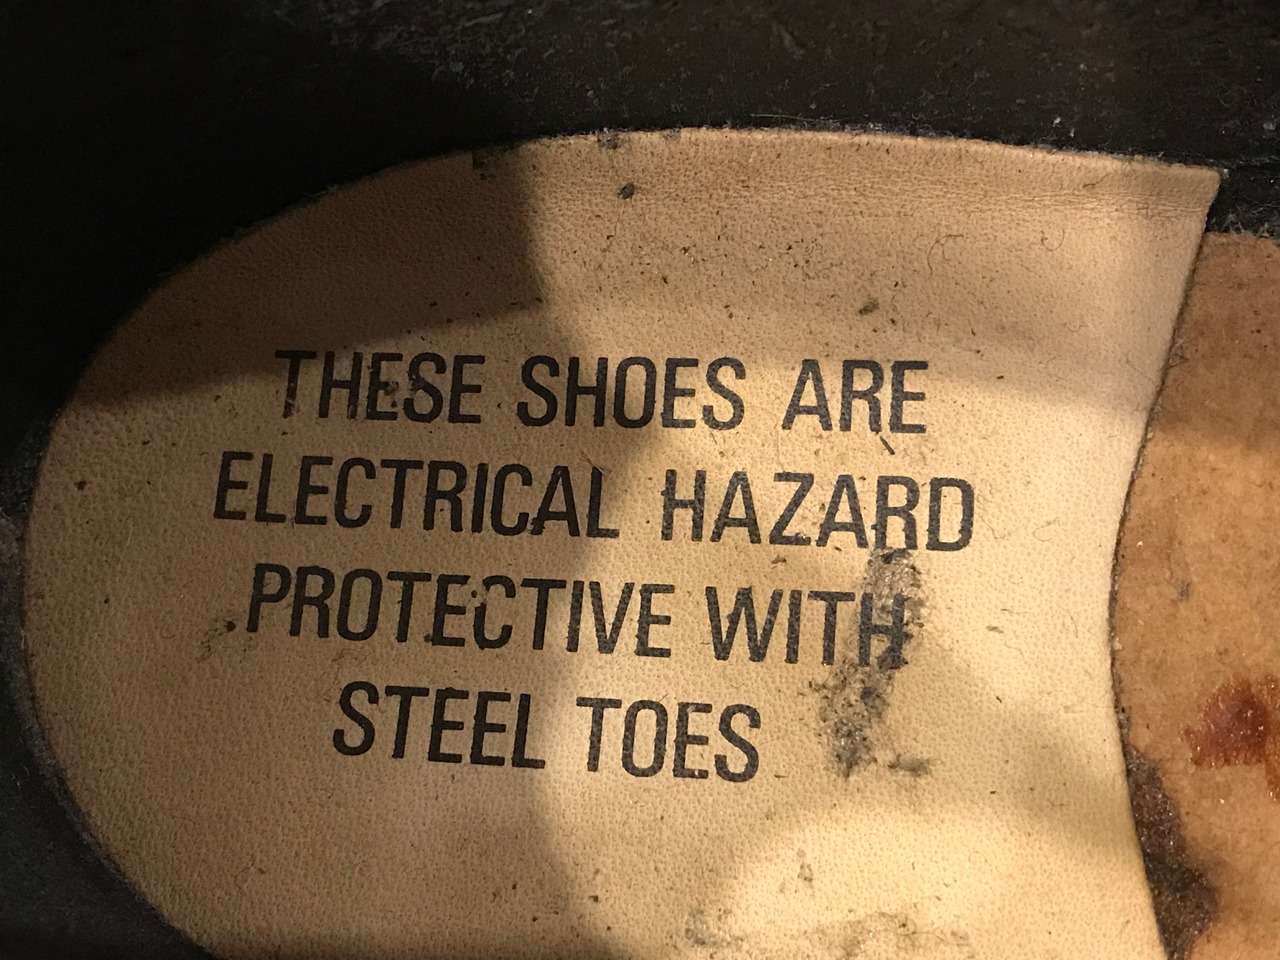 THESE SHOES ARE
ELECTRICAL HAZARD
PROTECTIVE WITH
STEEL TOES